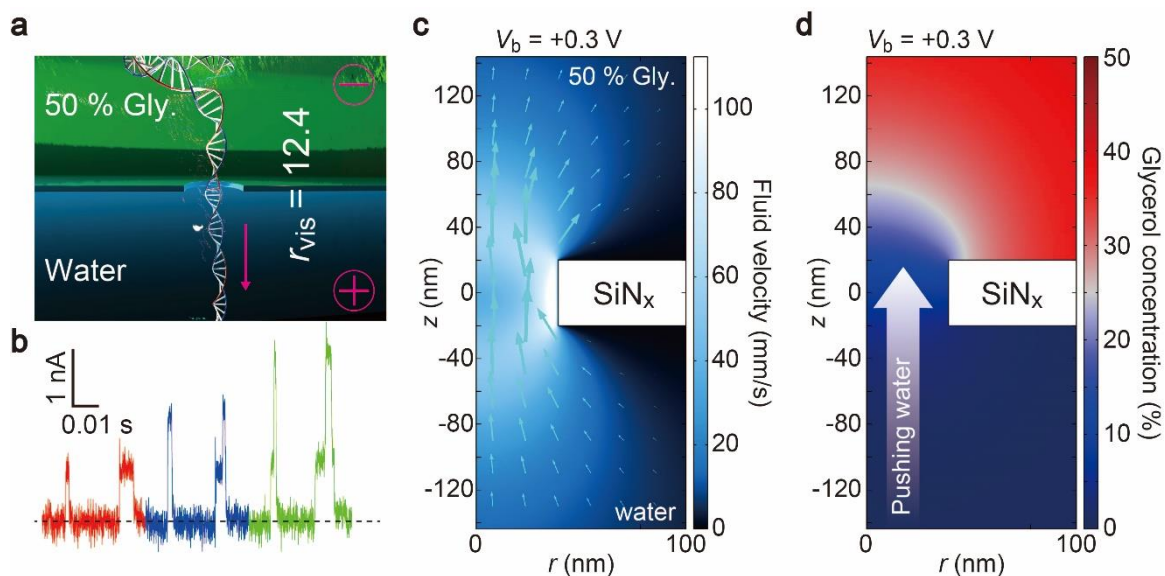 a
50 % Gly.
Water
r_vis = 12.4
−
+
b
1 nA
0.01 s
c
V_b = +0.3 V
50 % Gly.
SiN_x
water
z (nm)
120
80
40
0
-40
-80
-120
0
100
r (nm)
100
80
60
40
20
0
Fluid velocity (mm/s)
d
V_b = +0.3 V
SiN_x
Pushing water
z (nm)
120
80
40
0
-40
-80
-120
0
100
r (nm)
50
40
30
20
10
0
Glycerol concentration (%)